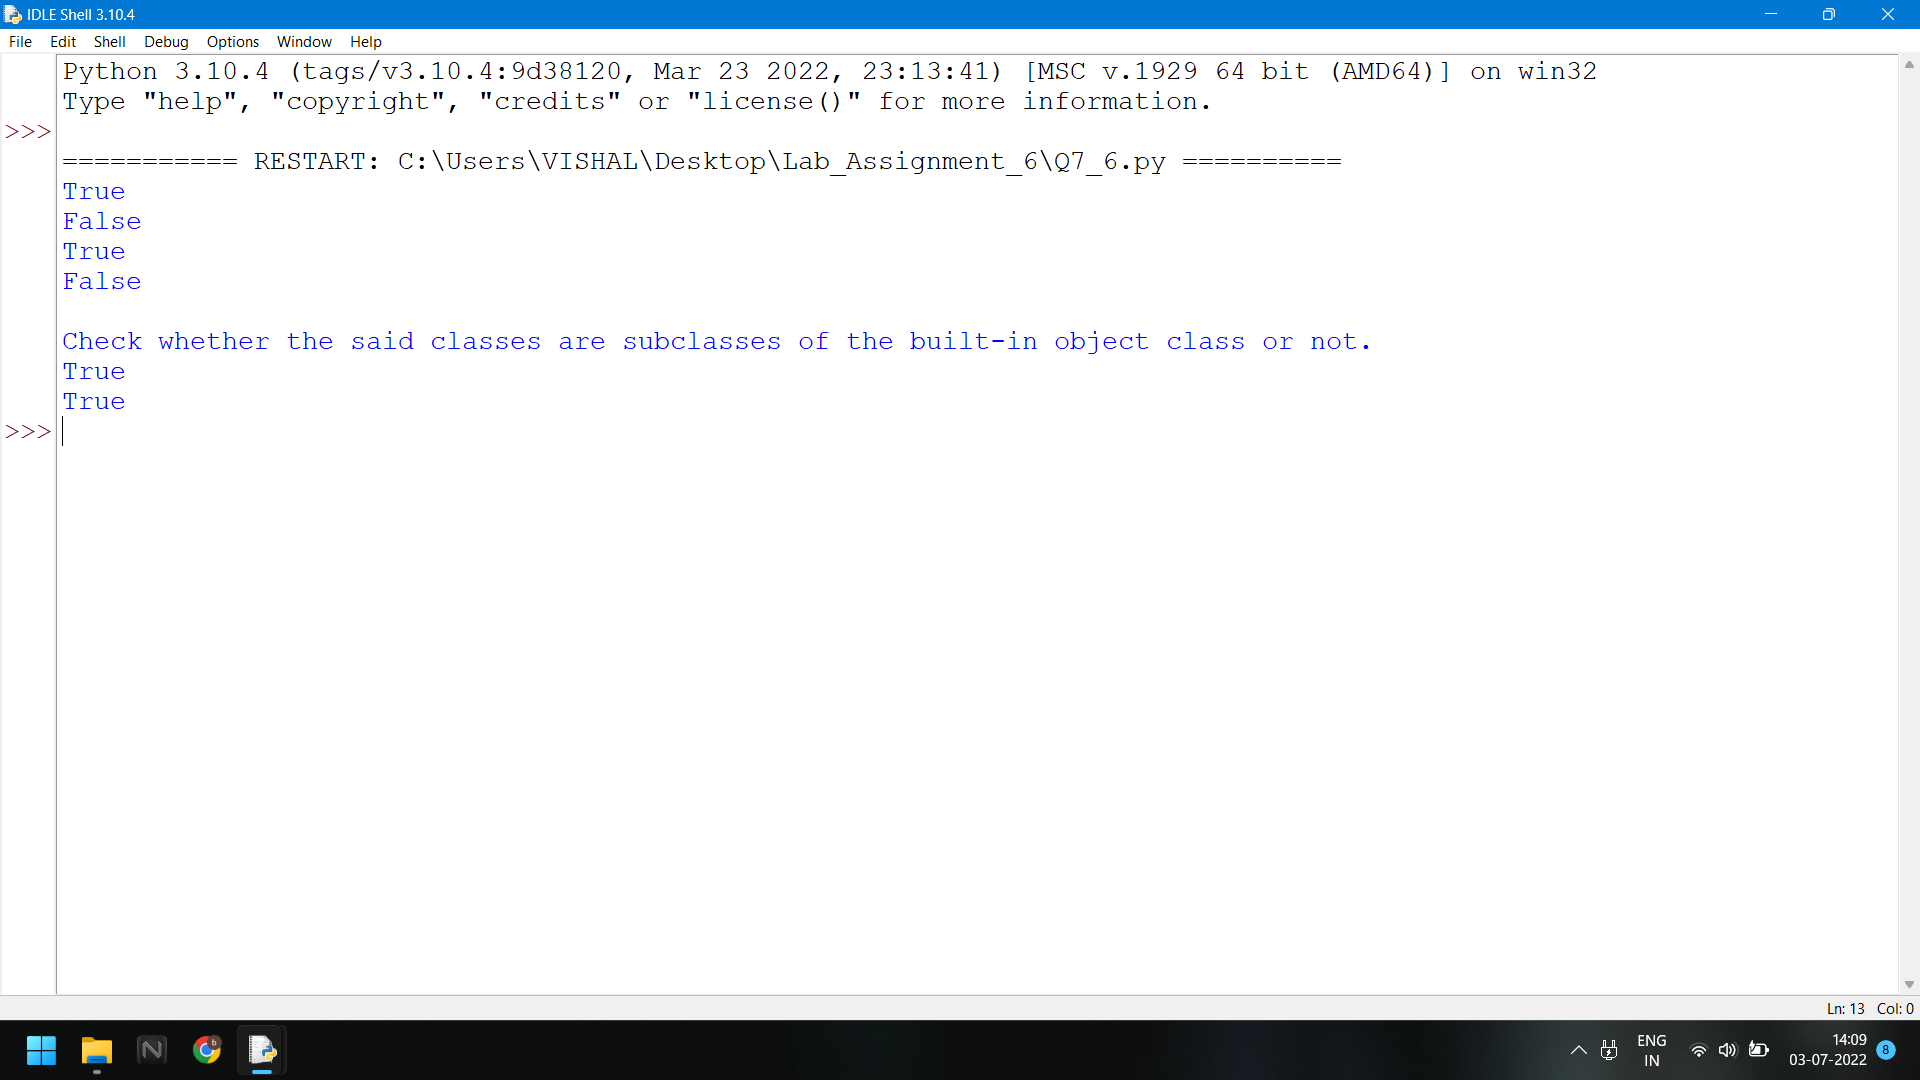 IDLE Shell 3.10.4
File Edit Shell Debug Options Window Help
Python 3.10.4 (tags/v3.10.4:9d38120, Mar 23 2022, 23:13:41) [MSC v.1929 64 bit (AMD64)] on win32
Type "help", "copyright", "credits" or "license()" for more information.
>>>
=========== RESTART: C:\Users\VISHAL\Desktop\Lab_Assignment_6\Q7_6.py ==========
True
False
True
False
Check whether the said classes are subclasses of the built-in object class or not.
True
True
>>>
Ln: 13 Col: 0
ENG
IN
14:09
03-07-2022
8